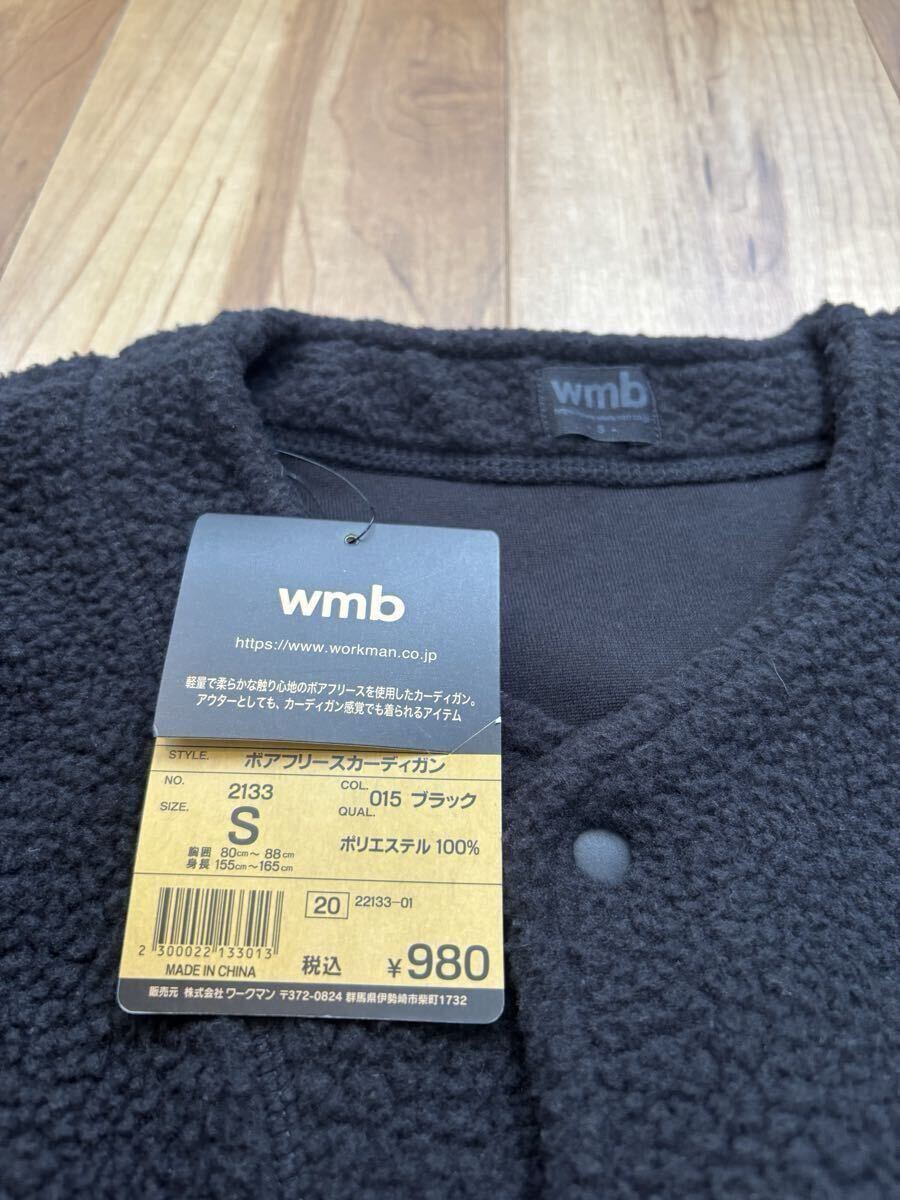 wmb
wmb
https://www.workman.co.jp
軽量で柔らかな触り心地のボアフリースを使用したカーディガン。
アウターとしても、カーディガン感覚でも着られるアイテム
STYLE. ボアフリースカーディガン
NO. 2133
COL. 015 ブラック
SIZE. S
QUAL. ポリエステル 100%
胸囲 80cm〜 88cm
身長 155cm〜165cm
20 22133-01
2 300022 133013
MADE IN CHINA
税込 ¥980
販売元 株式会社 ワークマン 〒372-0824 群馬県伊勢崎市柴町1732